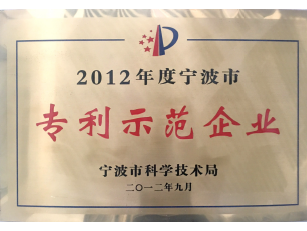 2012年度宁波市
专利示范企业
宁波市科学技术局
二〇一二年九月